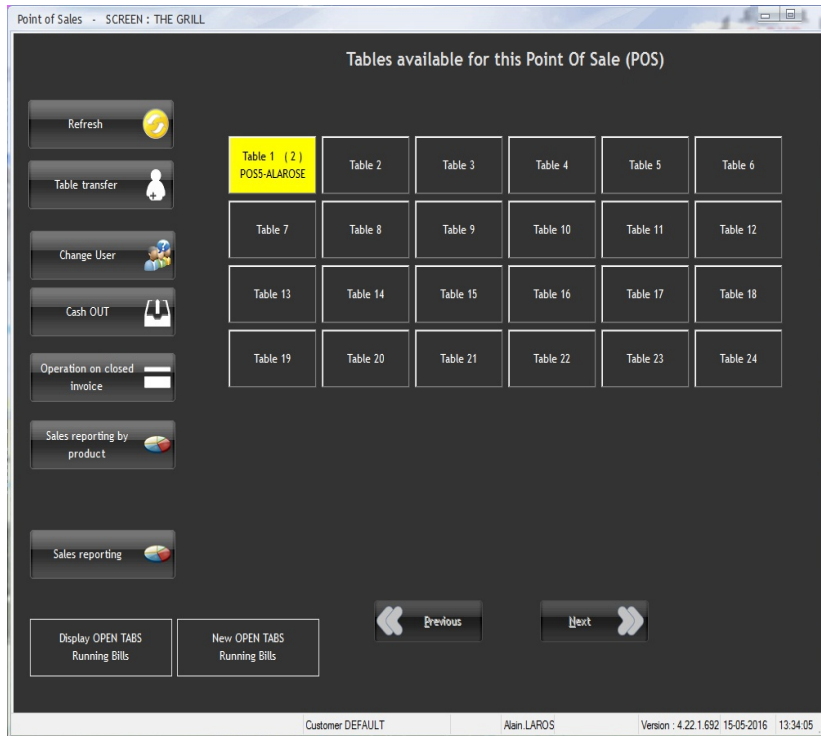 Point of Sales - SCREEN : THE GRILL
Tables available for this Point Of Sale (POS)
Refresh
Table transfer
Change User
Cash OUT
Operation on closed
invoice
Sales reporting by
product
Sales reporting
Table 1 ( 2 )
POS5-ALAROSE
Table 2
Table 3
Table 4
Table 5
Table 6
Table 7
Table 8
Table 9
Table 10
Table 11
Table 12
Table 13
Table 14
Table 15
Table 16
Table 17
Table 18
Table 19
Table 20
Table 21
Table 22
Table 23
Table 24
Previous
Next
Display OPEN TABS
Running Bills
New OPEN TABS
Running Bills
Customer DEFAULT
Alain.LAROS
Version : 4.22.1.692
15-05-2016
13:34:05